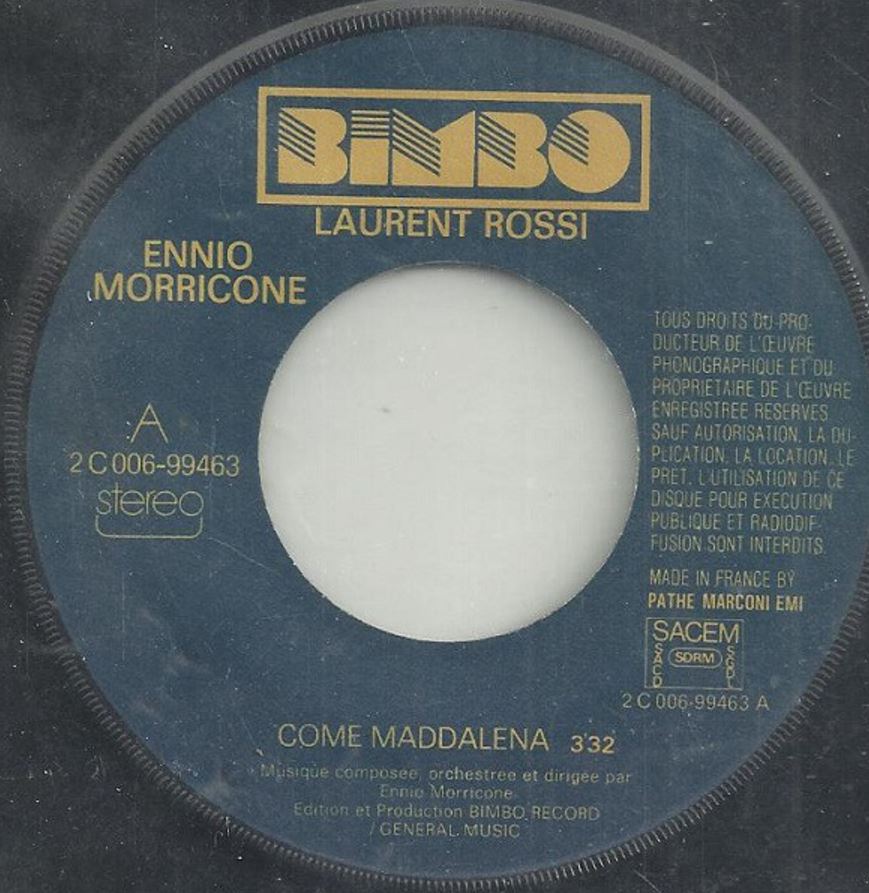 BIMBO
LAURENT ROSSI
ENNIO
MORRICONE
A
2 C 006-99463
stereo
TOUS DROITS DU PRO-
DUCTEUR DE L'ŒUVRE
PHONOGRAPHIQUE ET DU
PROPRIETAIRE DE L'ŒUVRE
ENREGISTREE RESERVES
SAUF AUTORISATION, LA DU-
PLICATION, LA LOCATION, LE
PRET, L'UTILISATION DE CE
DISQUE POUR EXECUTION
PUBLIQUE ET RADIODIF-
FUSION SONT INTERDITS.
MADE IN FRANCE BY
PATHE MARCONI EMI
SACEM
SACD
SDRM
SGDL
2 C 006-99463 A
COME MADDALENA 3'32
Musique composee, orchestree et dirigee par
Ennio Morricone
Edition et Production BIMBO RECORD
/ GENERAL MUSIC